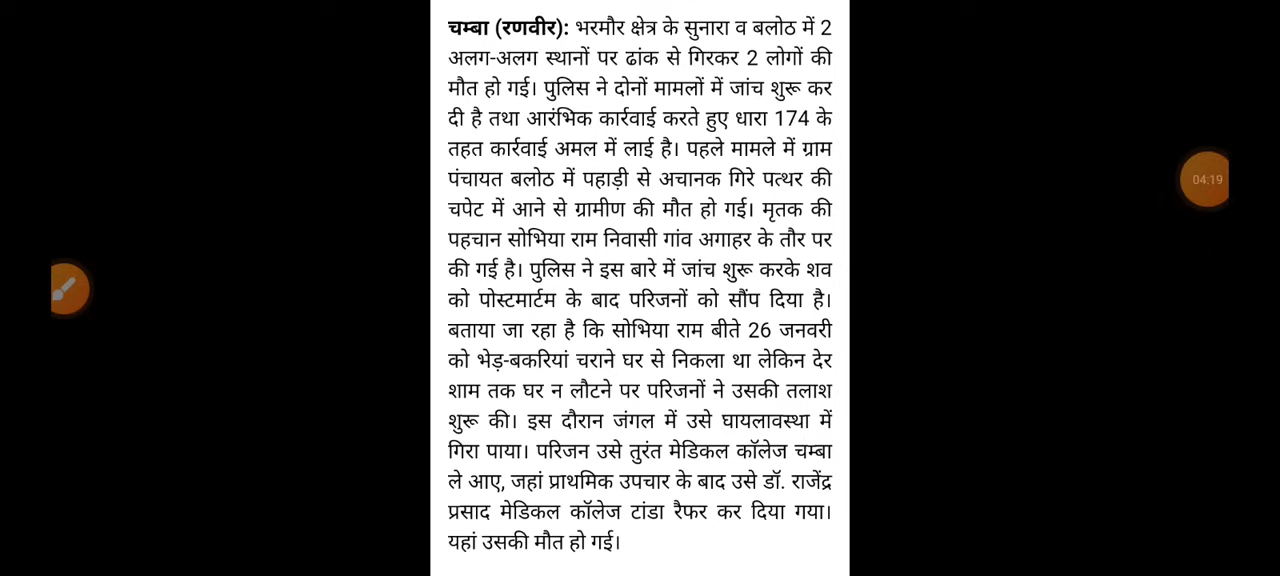 चम्बा (रणवीर): भरमौर क्षेत्र के सुनारा व बलोठ में 2
अलग-अलग स्थानों पर ढांक से गिरकर 2 लोगों की
मौत हो गई। पुलिस ने दोनों मामलों में जांच शुरू कर
दी है तथा आरंभिक कार्रवाई करते हुए धारा 174 के
तहत कार्रवाई अमल में लाई है। पहले मामले में ग्राम
पंचायत बलोठ में पहाड़ी से अचानक गिरे पत्थर की
04:19
चपेट में आने से ग्रामीण की मौत हो गई। मृतक की
पहचान सोभिया राम निवासी गांव अगाहर के तौर पर
की गई है। पुलिस ने इस बारे में जांच शुरू करके शव
को पोस्टमार्टम के बाद परिजनों को सौंप दिया है।
बताया जा रहा है कि सोभिया राम बीते 26 जनवरी
को भेड़-बकरियां चराने घर से निकला था लेकिन देर
शाम तक घर न लौटने पर परिजनों ने उसकी तलाश
शुरू की। इस दौरान जंगल में उसे घायलावस्था में
गिरा पाया। परिजन उसे तुरंत मेडिकल कॉलेज चम्बा
ले आए, जहां प्राथमिक उपचार के बाद उसे डॉ. राजेंद्र
प्रसाद मेडिकल कॉलेज टांडा रैफर कर दिया गया।
यहां उसकी मौत हो गई।